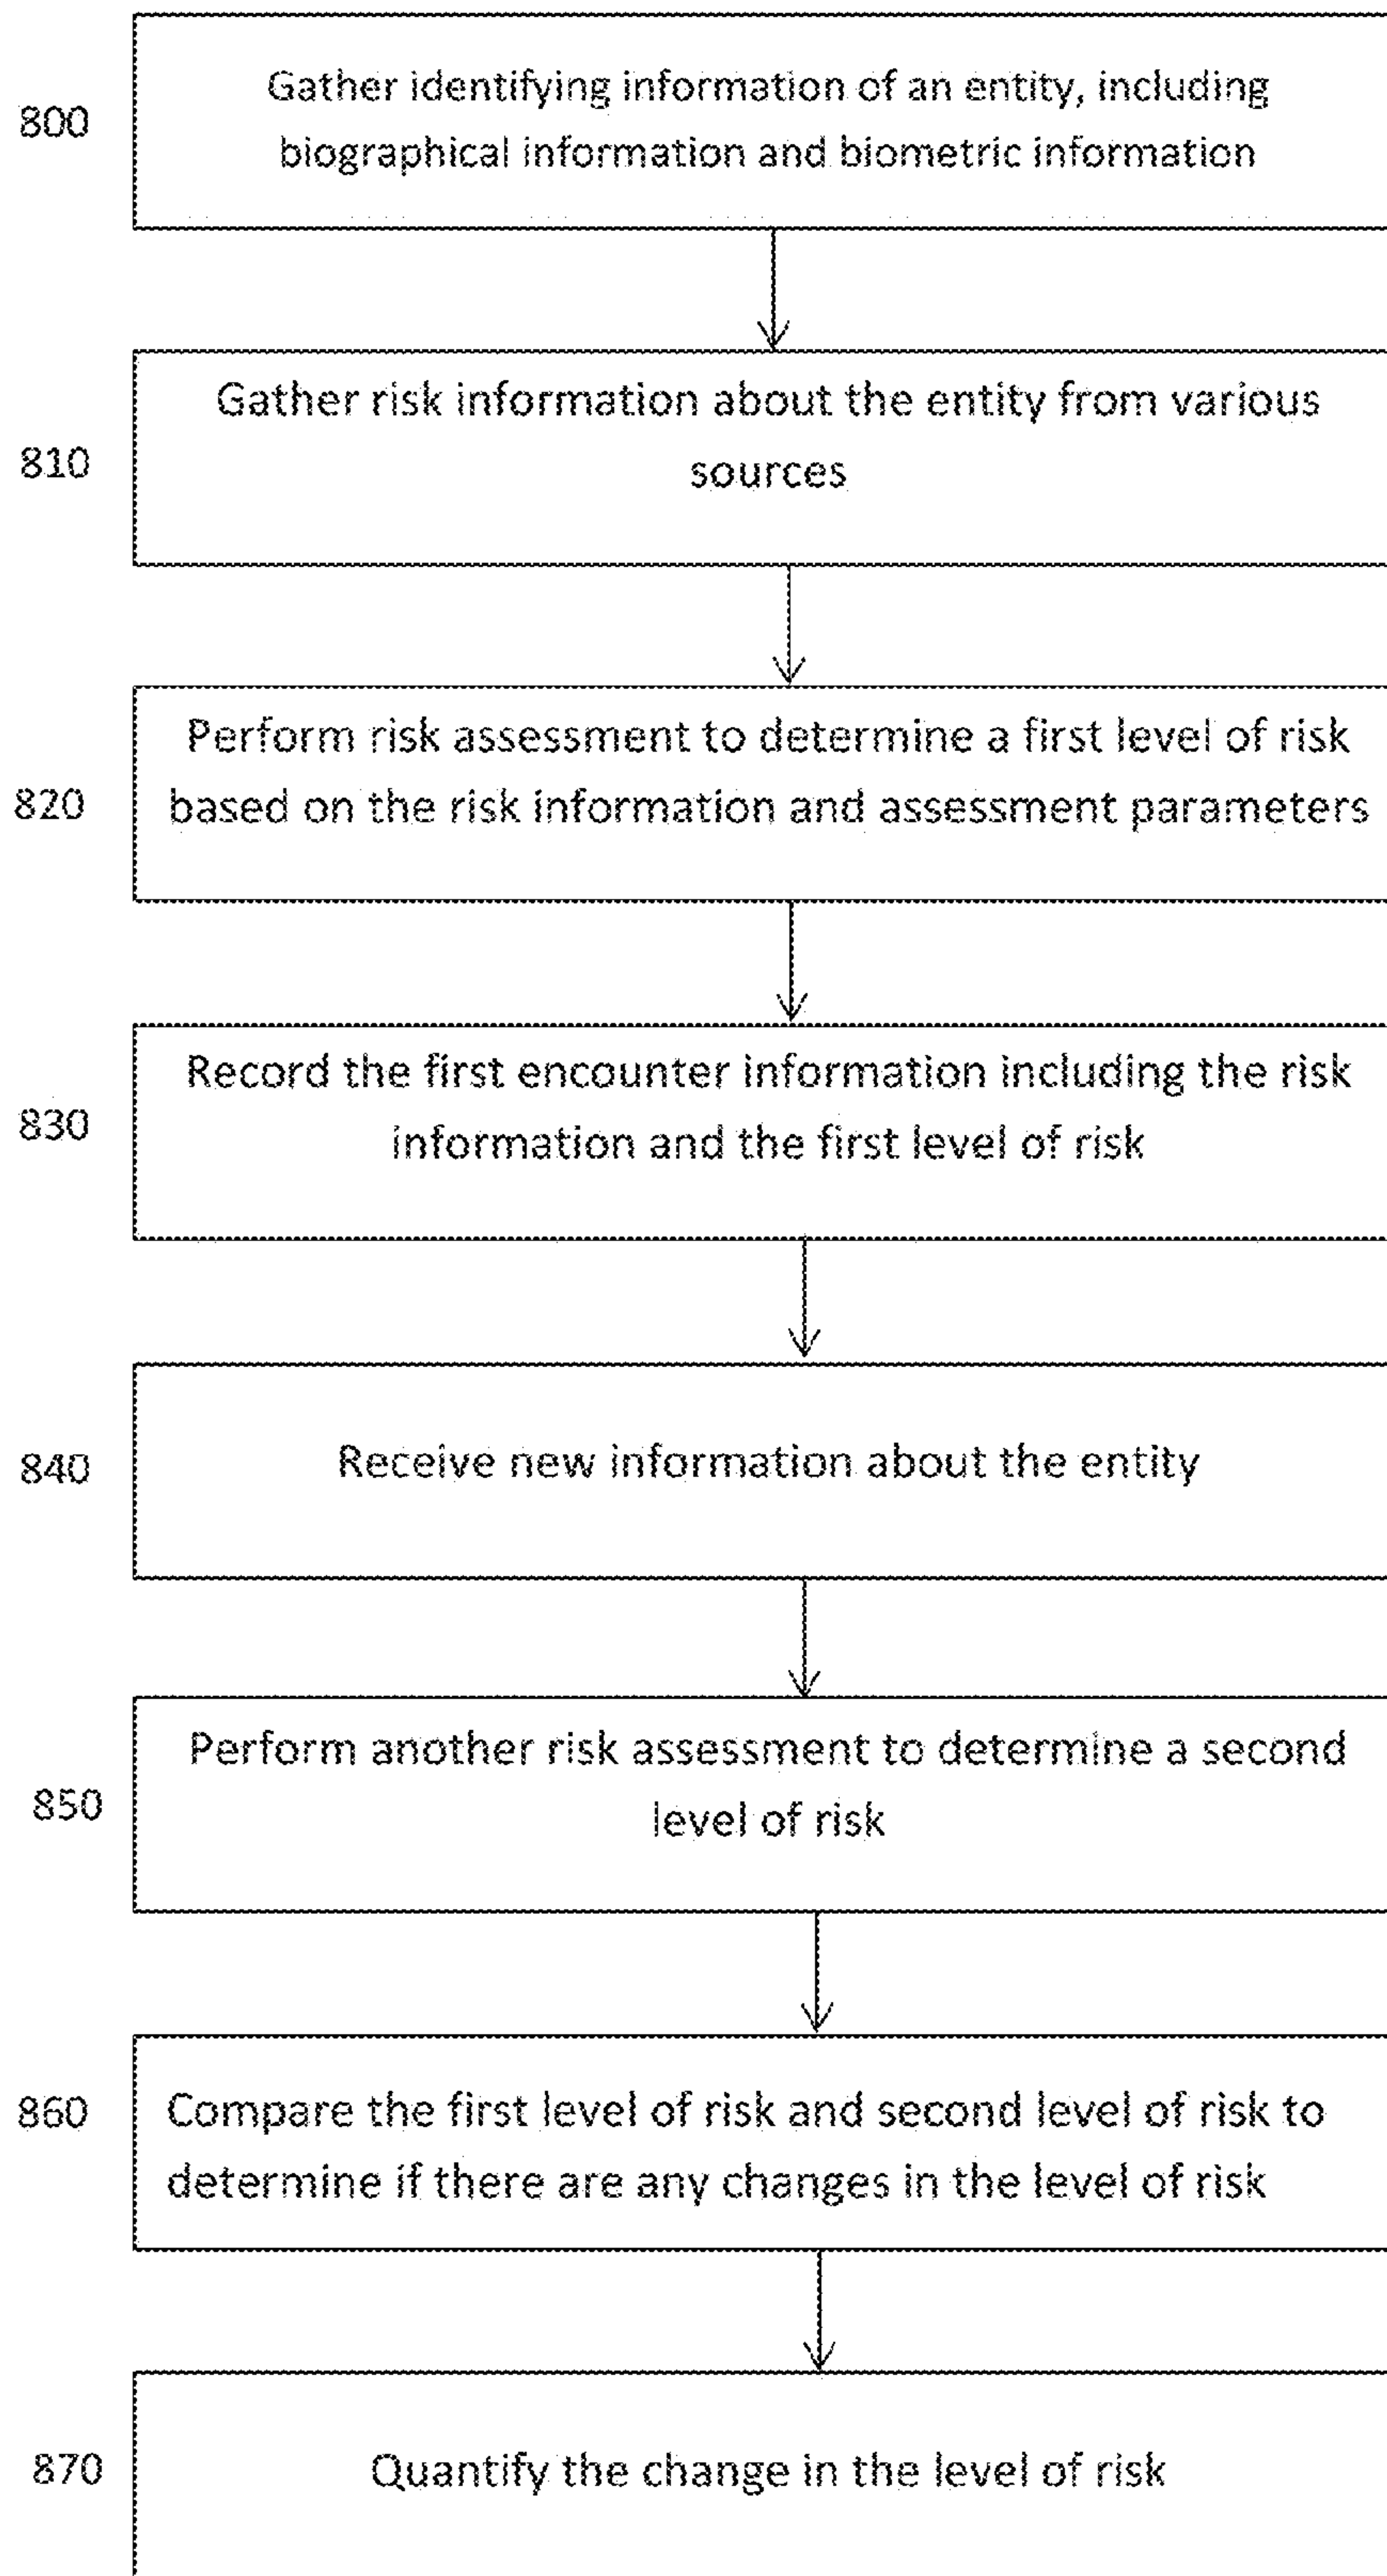 800
Gather identifying information of an entity, including
biographical information and biometric information
810
Gather risk information about the entity from various
sources
820
Perform risk assessment to determine a first level of risk
based on the risk information and assessment parameters
830
Record the first encounter information including the risk
information and the first level of risk
840
Receive new information about the entity
850
Perform another risk assessment to determine a second
level of risk
860
Compare the first level of risk and second level of risk to
determine if there are any changes in the level of risk
870
Quantify the change in the level of risk